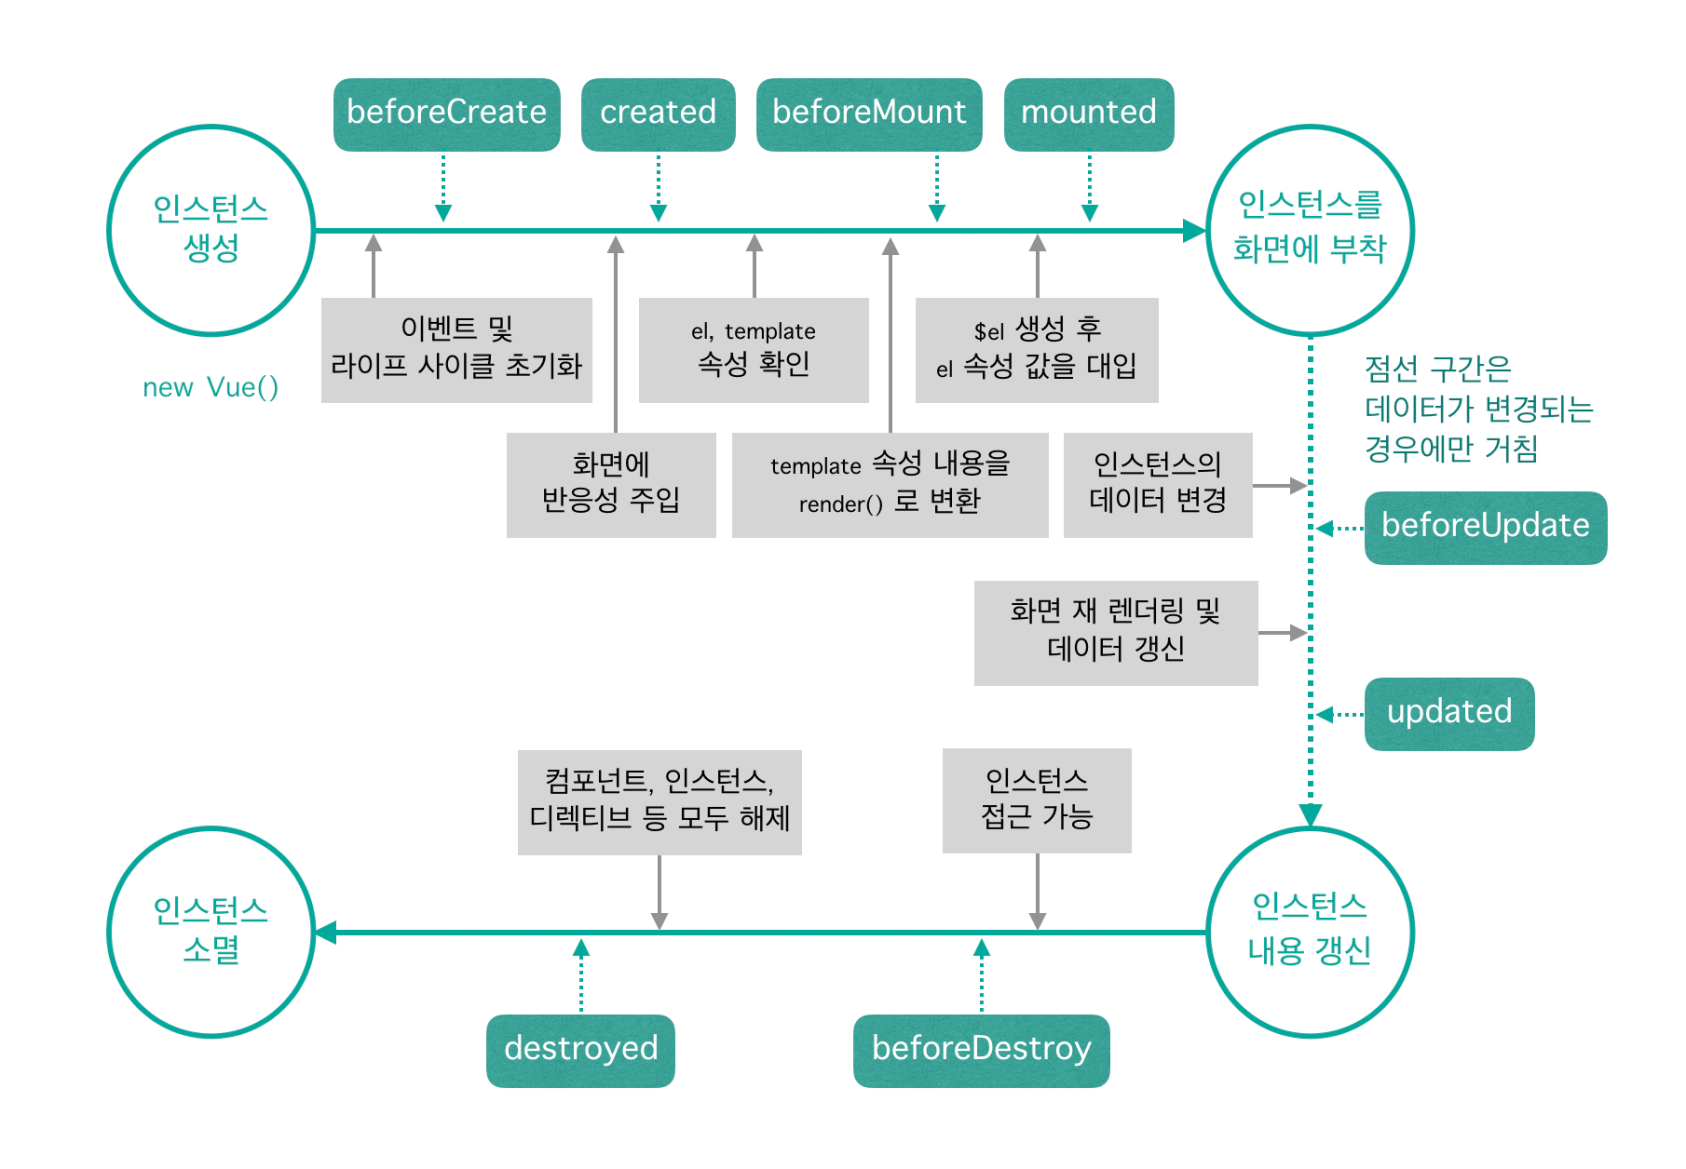 beforeCreate
created
beforeMount
mounted
인스턴스
생성
new Vue()
인스턴스를
화면에 부착
이벤트 및
라이프 사이클 초기화
el, template
속성 확인
$el 생성 후
el 속성 값을 대입
화면에
반응성 주입
template 속성 내용을
render() 로 변환
인스턴스의
데이터 변경
점선 구간은
데이터가 변경되는
경우에만 거침
beforeUpdate
화면 재 렌더링 및
데이터 갱신
updated
컴포넌트, 인스턴스,
디렉티브 등 모두 해제
인스턴스
접근 가능
인스턴스
소멸
인스턴스
내용 갱신
destroyed
beforeDestroy